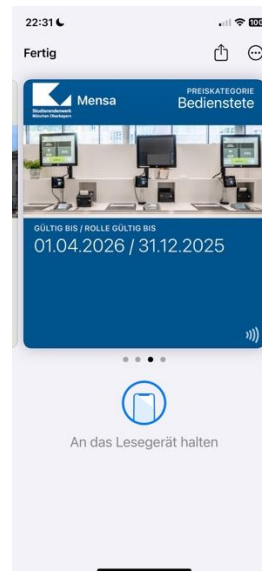 22:31
100
Fertig
Studierendenwerk
München Oberbayern
Mensa
PREISKATEGORIE
Bedienstete
GÜLTIG BIS / ROLLE GÜLTIG BIS
01.04.2026 / 31.12.2025
An das Lesegerät halten